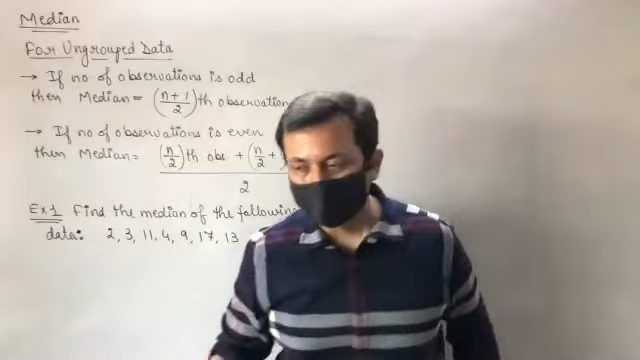 Median
For Ungrouped Data
→ If no. of observations is odd
then Median = (n+1/2)th observation
→ If no of observations is even
then Median = (n/2)th obs + (n/2 +
2
Ex 1 Find the median of the following
data: 2, 3, 11, 4, 9, 17, 13